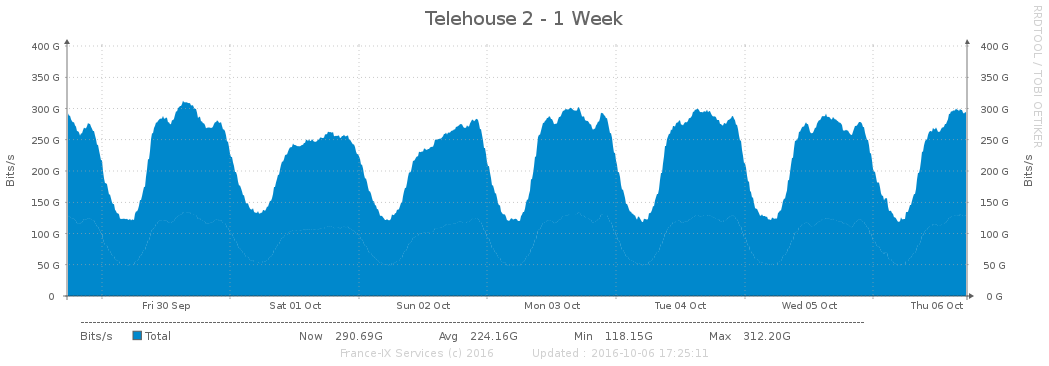 Telehouse 2 - 1 Week
RRDTOOL / TOBI OETIKER
Bits/s
400 G 400 G
350 G 350 G
300 G 300 G
250 G 250 G
200 G 200 G
150 G 150 G
100 G 100 G
50 G 50 G
0 0 G
Bits/s
Fri 30 Sep Sat 01 Oct Sun 02 Oct Mon 03 Oct Tue 04 Oct Wed 05 Oct Thu 06 Oct
Bits/s Total Now 290.69G Avg 224.16G Min 118.15G Max 312.20G
France-IX Services (c) 2016 Updated : 2016-10-06 17:25:11